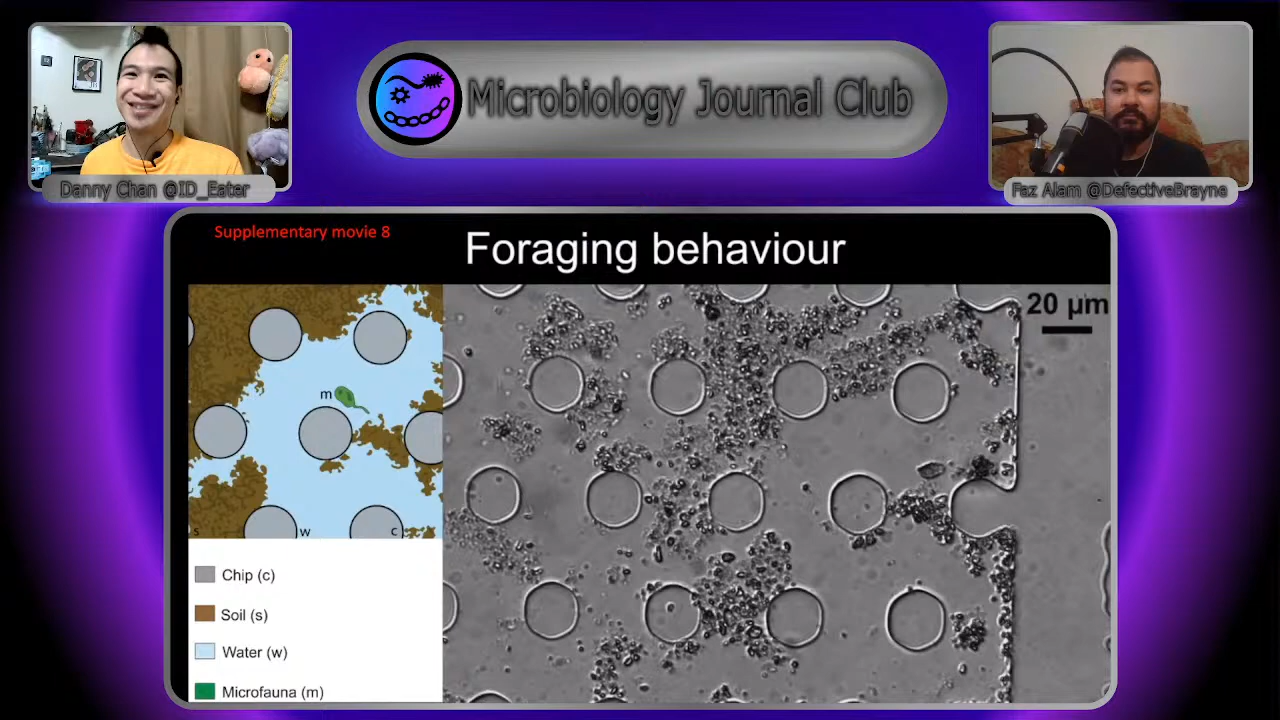 Microbiology Journal Club
Danny Chan @ID_Eater
Faz Alam @DefectiveBrayne
Supplementary movie 8
Foraging behaviour
20 µm
m
s
w
c
Chip (c)
Soil (s)
Water (w)
Microfauna (m)